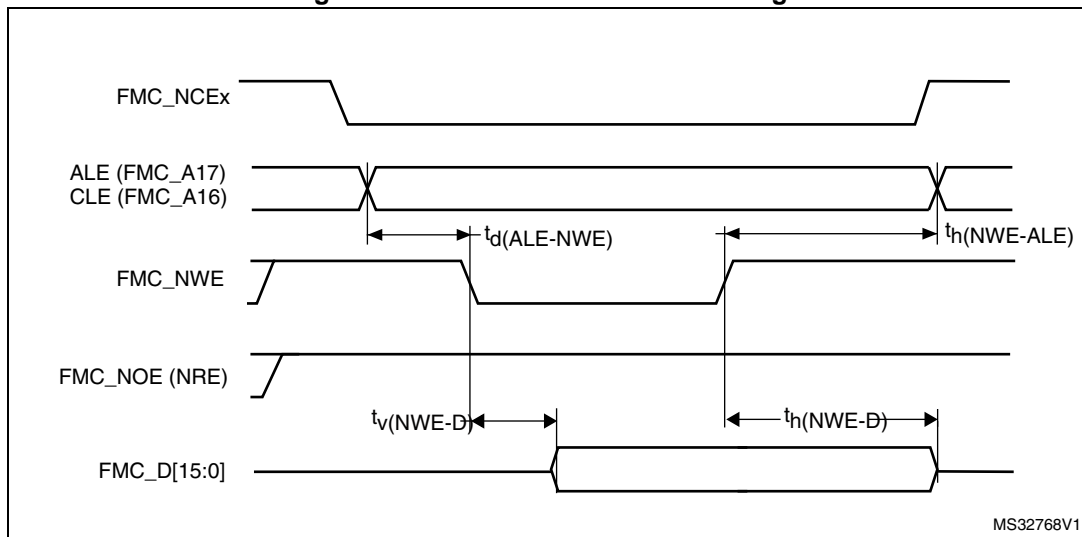 FMC_NCEx
ALE (FMC_A17)
CLE (FMC_A16)
td(ALE-NWE)
th(NWE-ALE)
FMC_NWE
FMC_NOE (NRE)
tv(NWE-D)
th(NWE-D)
FMC_D[15:0]
MS32768V1